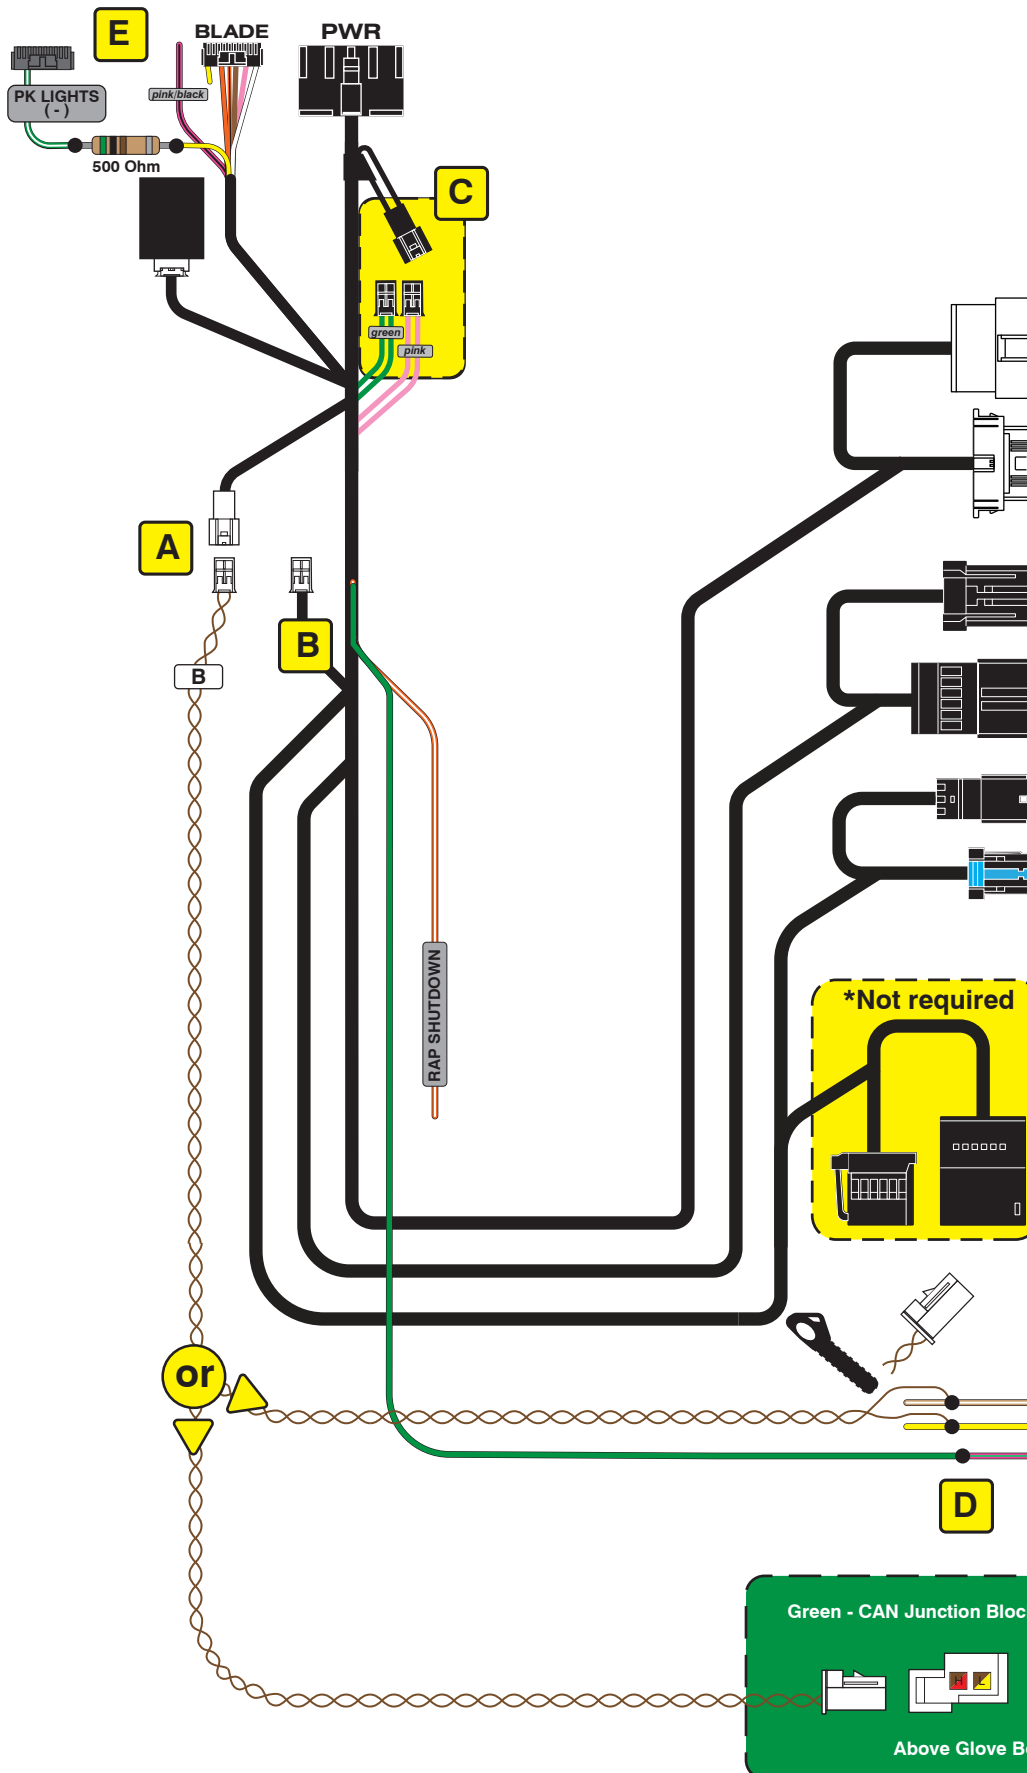 E
BLADE
PWR
PK LIGHTS
( - )
pink/black
500 Ohm
C
green
pink
A
B
B
RAP SHUTDOWN
*Not required
or
D
Green - CAN Junction Bloc
H L
Above Glove B